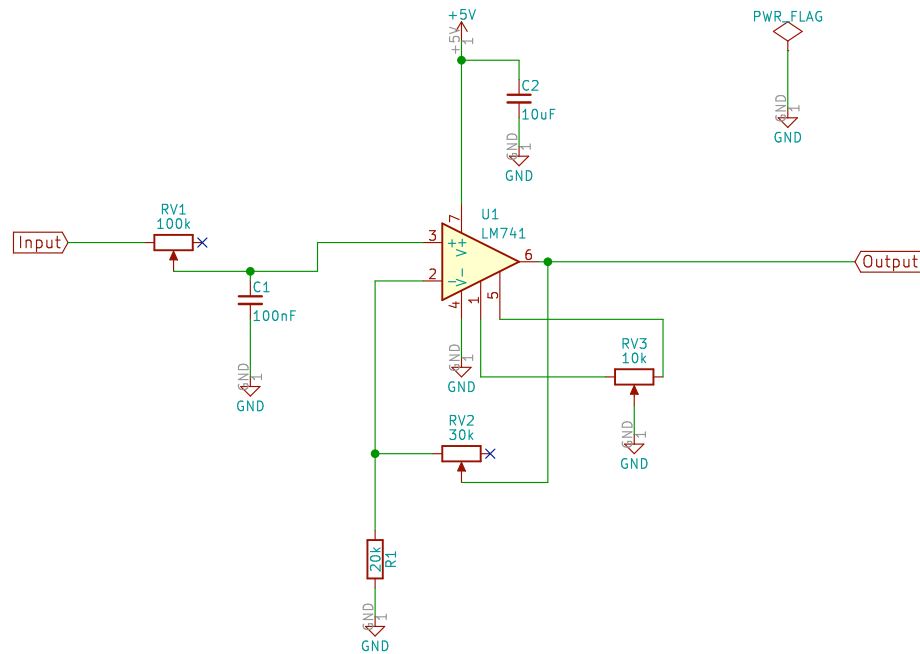 +5V
+5V
1
PWR_FLAG
C2
10uF
GND
1
GND
GND
1
GND
Input
RV1
100k
U1
LM741
7
3
+
V+
2
-
V-
4
1
5
6
Output
C1
100nF
GND
1
GND
GND
1
GND
RV3
10k
GND
1
GND
RV2
30k
20k
R1
GND
1
GND